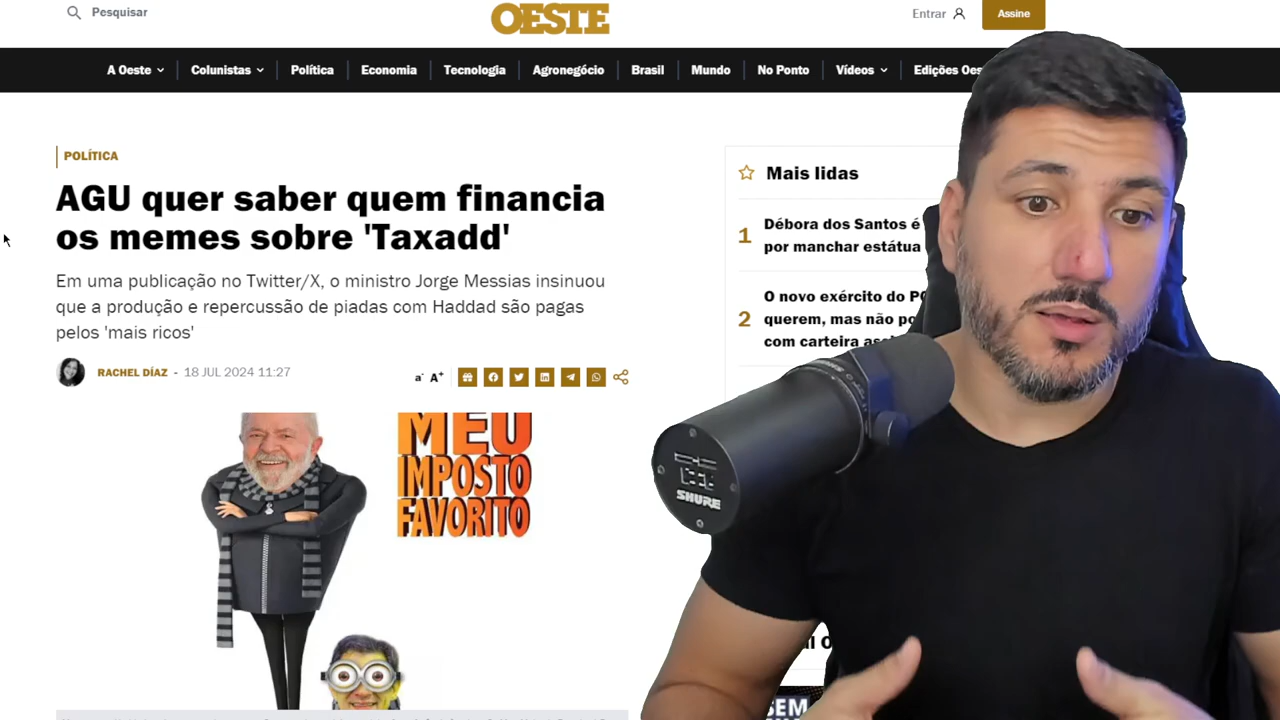 Pesquisar
OESTE
Entrar
Assine
A Oeste
Colunistas
Política
Economia
Tecnologia
Agronegócio
Brasil
Mundo
No Ponto
Vídeos
Edições Oes
POLÍTICA
AGU quer saber quem financia
os memes sobre 'Taxadd'
Em uma publicação no Twitter/X, o ministro Jorge Messias insinuou
que a produção e repercussão de piadas com Haddad são pagas
pelos 'mais ricos'
RACHEL DÍAZ - 18 JUL 2024 11:27
a- A+
MEU
IMPOSTO
FAVORITO
Mais lidas
1
Débora dos Santos é
por manchar estátua
2
O novo exército do
querem, mas não
com carteira
SHURE
SEM